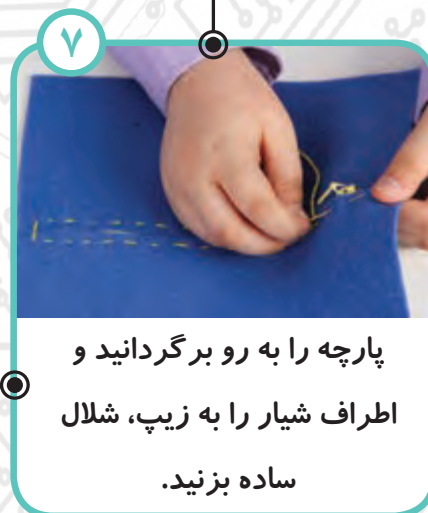 ۷
پارچه را به رو برگردانید و
اطراف شیار را به زیپ، شلال
ساده بزنید.